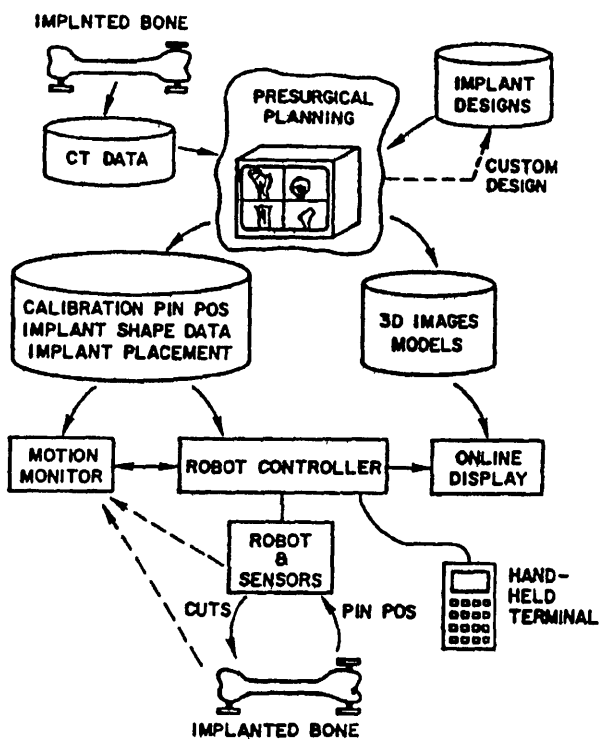 IMPLNTED BONE
CT DATA
PRESURGICAL
PLANNING
IMPLANT
DESIGNS
CUSTOM
DESIGN
CALIBRATION PIN POS
IMPLANT SHAPE DATA
IMPLANT PLACEMENT
3D IMAGES
MODELS
MOTION
MONITOR
ROBOT CONTROLLER
ONLINE
DISPLAY
ROBOT
&
SENSORS
CUTS
PIN POS
HAND-
HELD
TERMINAL
IMPLANTED BONE